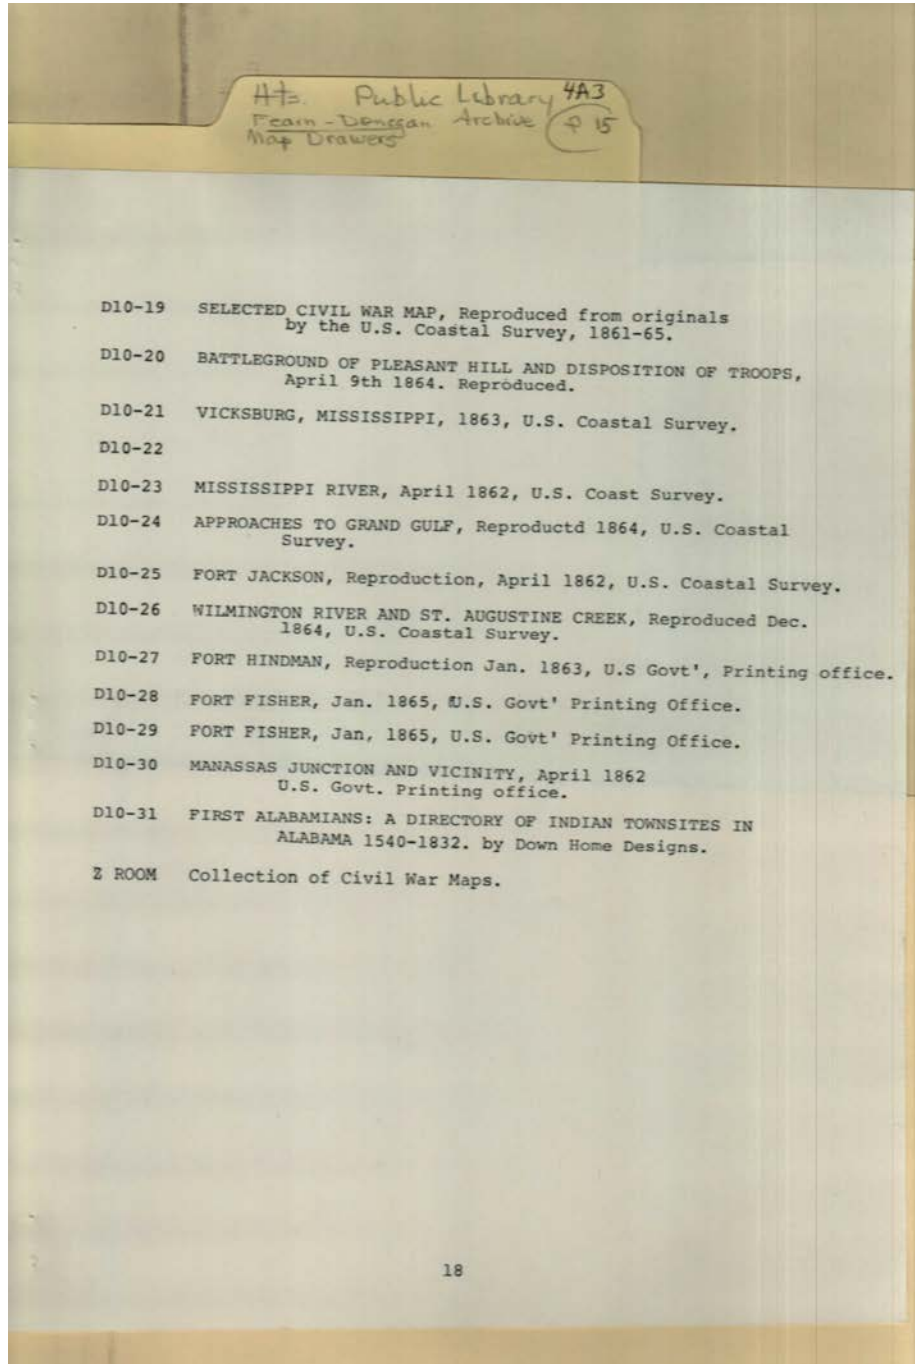 Hts. Public Library 4A3
Fearn-Donegan Archive P 15
Map Drawers
D10-19 SELECTED CIVIL WAR MAP, Reproduced from originals
by the U.S. Coastal Survey, 1861-65.
D10-20 BATTLEGROUND OF PLEASANT HILL AND DISPOSITION OF TROOPS,
April 9th 1864. Reproduced.
D10-21 VICKSBURG, MISSISSIPPI, 1863, U.S. Coastal Survey.
D10-22
D10-23 MISSISSIPPI RIVER, April 1862, U.S. Coast Survey.
D10-24 APPROACHES TO GRAND GULF, Reproductd 1864, U.S. Coastal
Survey.
D10-25 FORT JACKSON, Reproduction, April 1862, U.S. Coastal Survey.
D10-26 WILMINGTON RIVER AND ST. AUGUSTINE CREEK, Reproduced Dec.
1864, U.S. Coastal Survey.
D10-27 FORT HINDMAN, Reproduction Jan. 1863, U.S Govt', Printing office.
D10-28 FORT FISHER, Jan. 1865, U.S. Govt' Printing Office.
D10-29 FORT FISHER, Jan, 1865, U.S. Govt' Printing Office.
D10-30 MANASSAS JUNCTION AND VICINITY, April 1862
U.S. Govt. Printing office.
D10-31 FIRST ALABAMIANS: A DIRECTORY OF INDIAN TOWNSITES IN
ALABAMA 1540-1832. by Down Home Designs.
Z ROOM Collection of Civil War Maps.
18